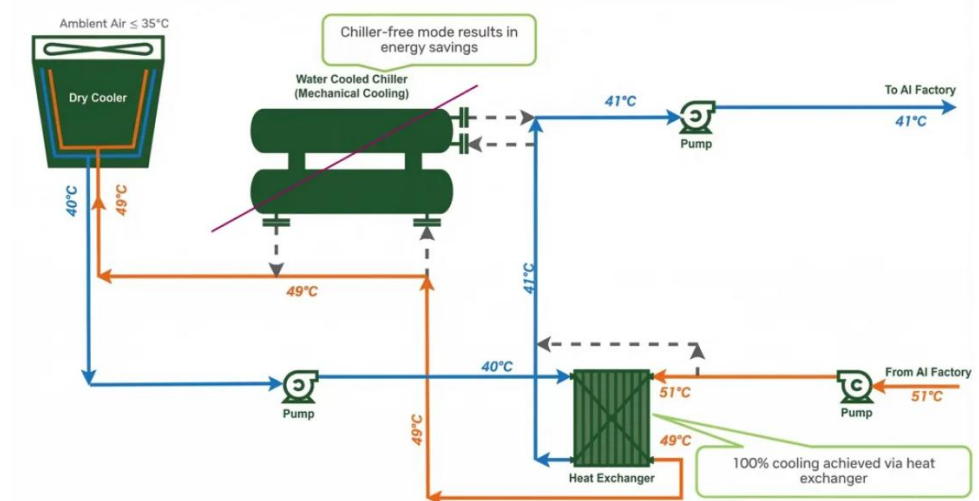 Ambient Air ≤ 35°C
Dry Cooler
Chiller-free mode results in
energy savings
Water Cooled Chiller
(Mechanical Cooling)
41°C
Pump
To AI Factory
41°C
40°C
49°C
49°C
41°C
40°C
Pump
49°C
51°C
49°C
Heat Exchanger
Pump
From AI Factory
51°C
100% cooling achieved via heat
exchanger